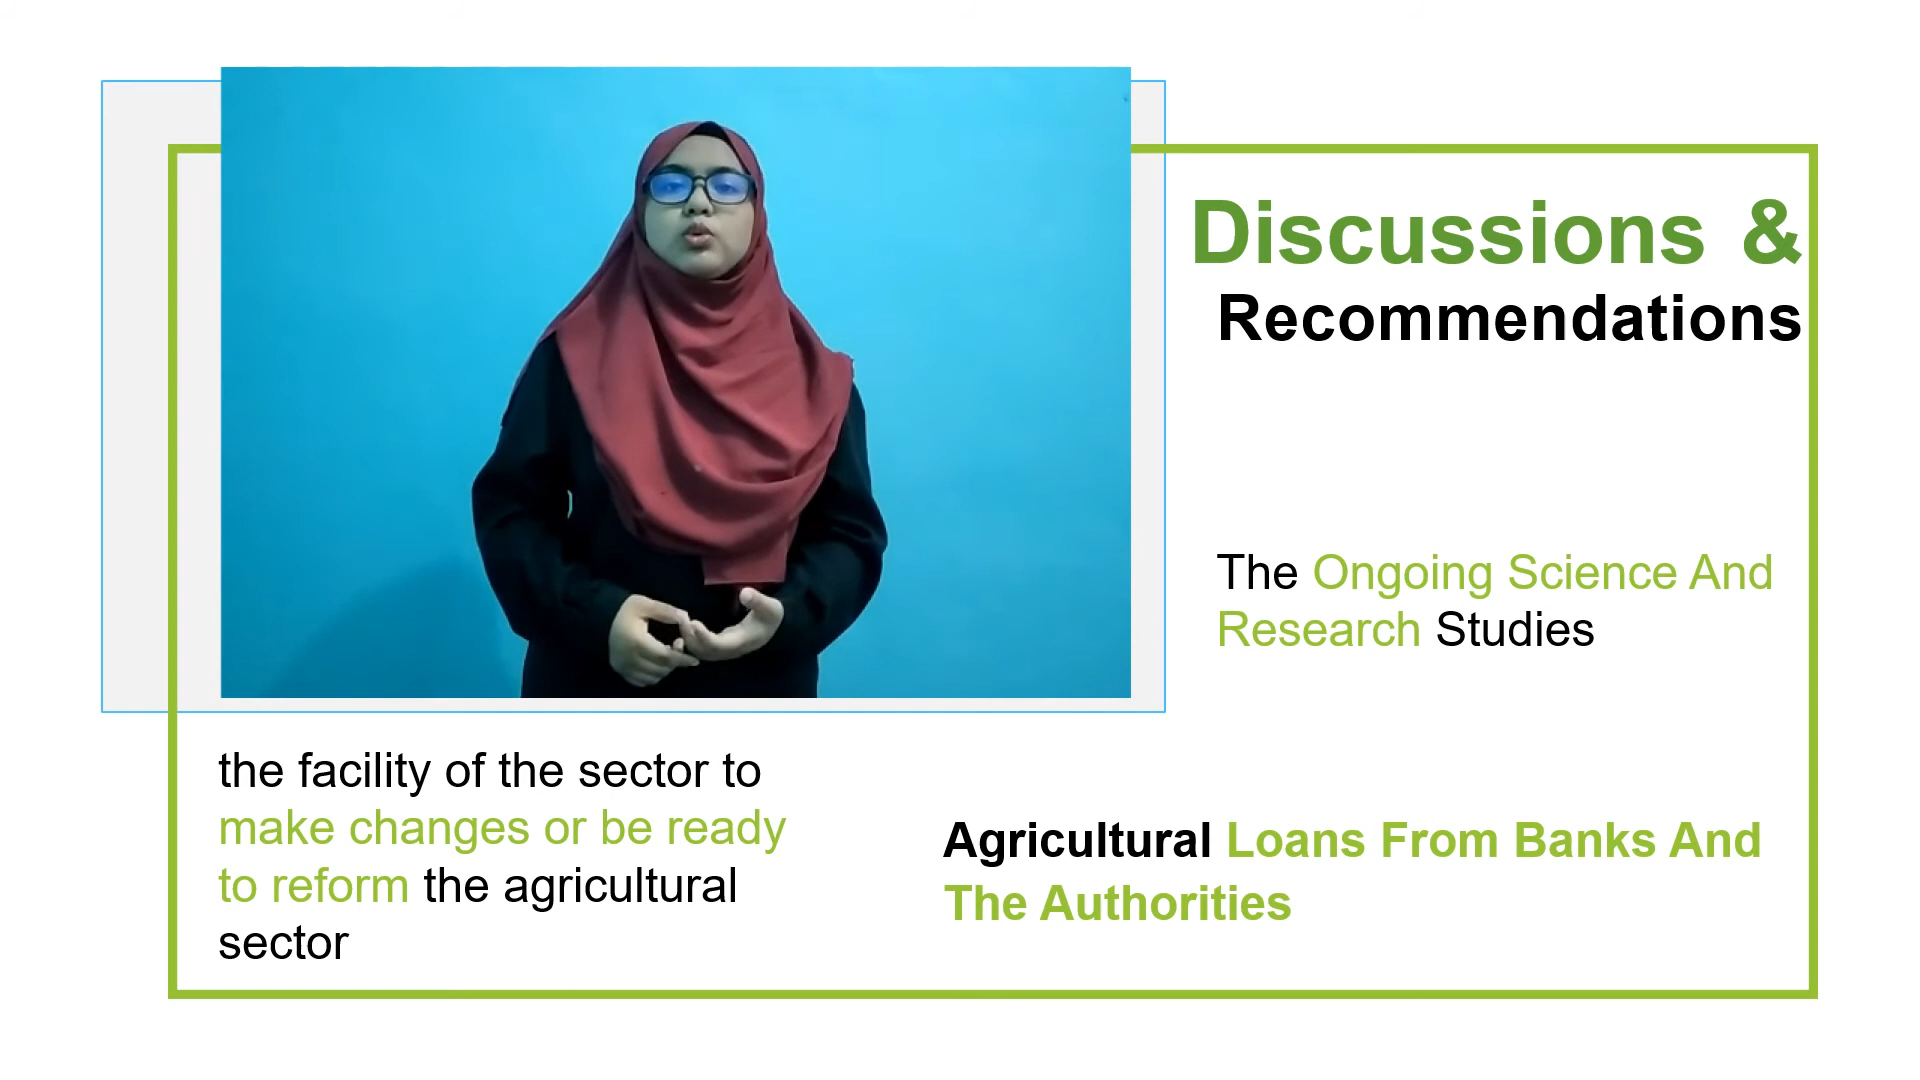 Discussions &
Recommendations
The Ongoing Science And
Research Studies
the facility of the sector to
make changes or be ready
to reform the agricultural
sector
Agricultural Loans From Banks And
The Authorities